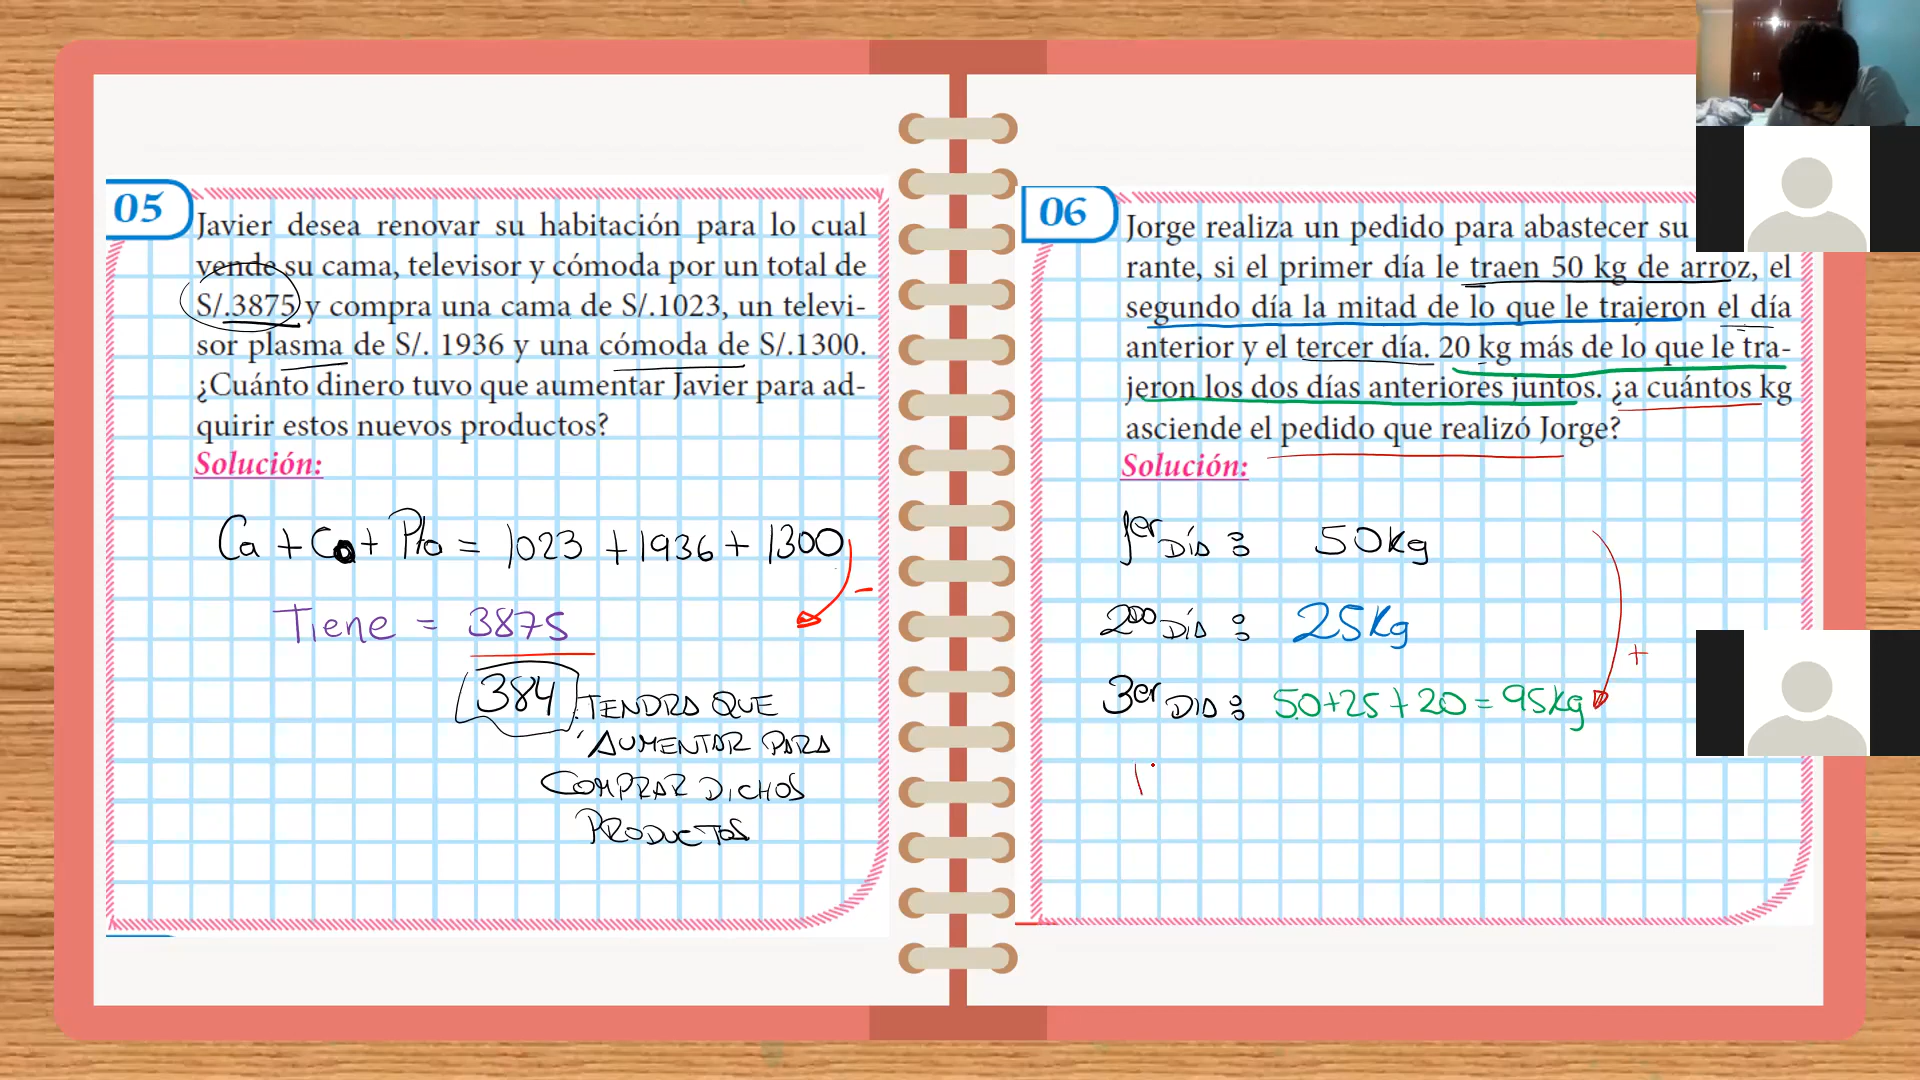 05
Javier desea renovar su habitación para lo cual
vende su cama, televisor y cómoda por un total de
S/.3875 y compra una cama de S/.1023, un televi-
sor plasma de S/. 1936 y una cómoda de S/.1300.
¿Cuánto dinero tuvo que aumentar Javier para ad-
quirir estos nuevos productos?
Solución:
Ca + Co + Pto = 1023 + 1936 + 1300
-
Tiene = 3875
384 TENDRA QUE
AUMENTAR PARA
COMPRAR DICHOS
PRODUCTOS
06
Jorge realiza un pedido para abastecer su
rante, si el primer día le traen 50 kg de arroz, el
segundo día la mitad de lo que le trajeron el día
anterior y el tercer día. 20 kg más de lo que le tra-
jeron los dos días anteriores juntos. ¿a cuántos kg
asciende el pedido que realizó Jorge?
Solución:
1er DÍA : 50kg
2do DÍA : 25kg
+
3er DIA : 50+25+20=95kg